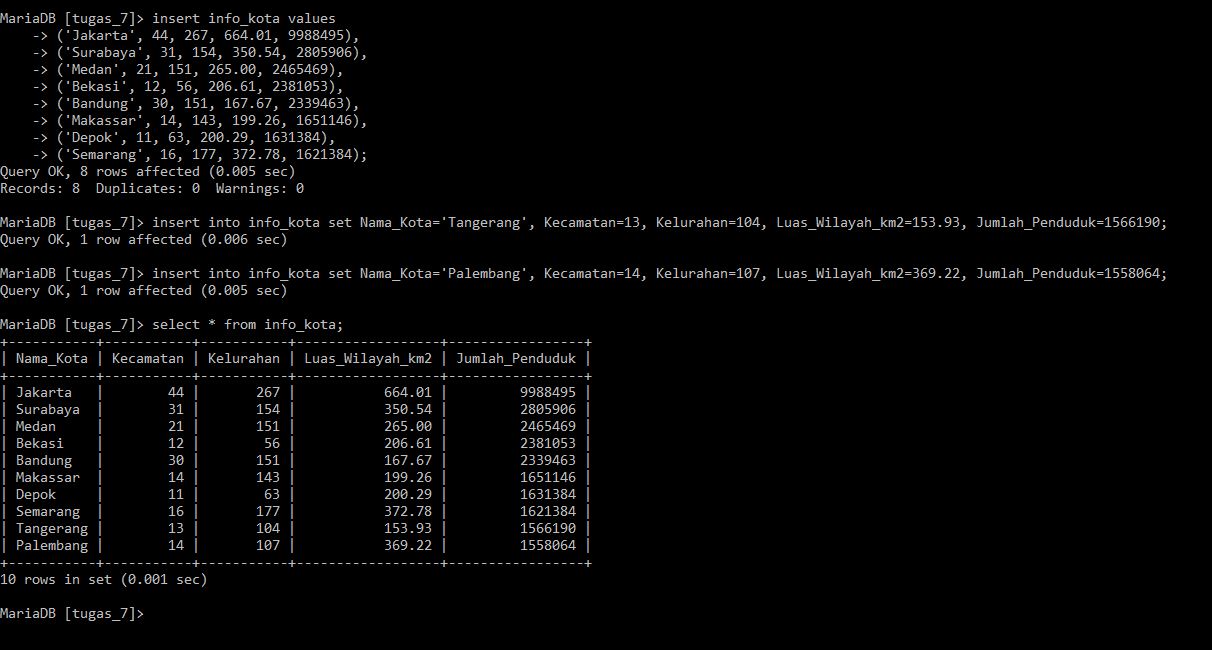 MariaDB [tugas_7]> insert info_kota values
    -> ('Jakarta', 44, 267, 664.01, 9988495),
    -> ('Surabaya', 31, 154, 350.54, 2805906),
    -> ('Medan', 21, 151, 265.00, 2465469),
    -> ('Bekasi', 12, 56, 206.61, 2381053),
    -> ('Bandung', 30, 151, 167.67, 2339463),
    -> ('Makassar', 14, 143, 199.26, 1651146),
    -> ('Depok', 11, 63, 200.29, 1631384),
    -> ('Semarang', 16, 177, 372.78, 1621384);
Query OK, 8 rows affected (0.005 sec)
Records: 8  Duplicates: 0  Warnings: 0
MariaDB [tugas_7]> insert into info_kota set Nama_Kota='Tangerang', Kecamatan=13, Kelurahan=104, Luas_Wilayah_km2=153.93, Jumlah_Penduduk=1566190;
Query OK, 1 row affected (0.006 sec)
MariaDB [tugas_7]> insert into info_kota set Nama_Kota='Palembang', Kecamatan=14, Kelurahan=107, Luas_Wilayah_km2=369.22, Jumlah_Penduduk=1558064;
Query OK, 1 row affected (0.005 sec)
MariaDB [tugas_7]> select * from info_kota;
+-----------+-----------+-----------+------------------+-----------------+
| Nama_Kota | Kecamatan | Kelurahan | Luas_Wilayah_km2 | Jumlah_Penduduk |
+-----------+-----------+-----------+------------------+-----------------+
| Jakarta   |        44 |       267 |           664.01 |         9988495 |
| Surabaya  |        31 |       154 |           350.54 |         2805906 |
| Medan     |        21 |       151 |           265.00 |         2465469 |
| Bekasi    |        12 |        56 |           206.61 |         2381053 |
| Bandung   |        30 |       151 |           167.67 |         2339463 |
| Makassar  |        14 |       143 |           199.26 |         1651146 |
| Depok     |        11 |        63 |           200.29 |         1631384 |
| Semarang  |        16 |       177 |           372.78 |         1621384 |
| Tangerang |        13 |       104 |           153.93 |         1566190 |
| Palembang |        14 |       107 |           369.22 |         1558064 |
+-----------+-----------+-----------+------------------+-----------------+
10 rows in set (0.001 sec)
MariaDB [tugas_7]>